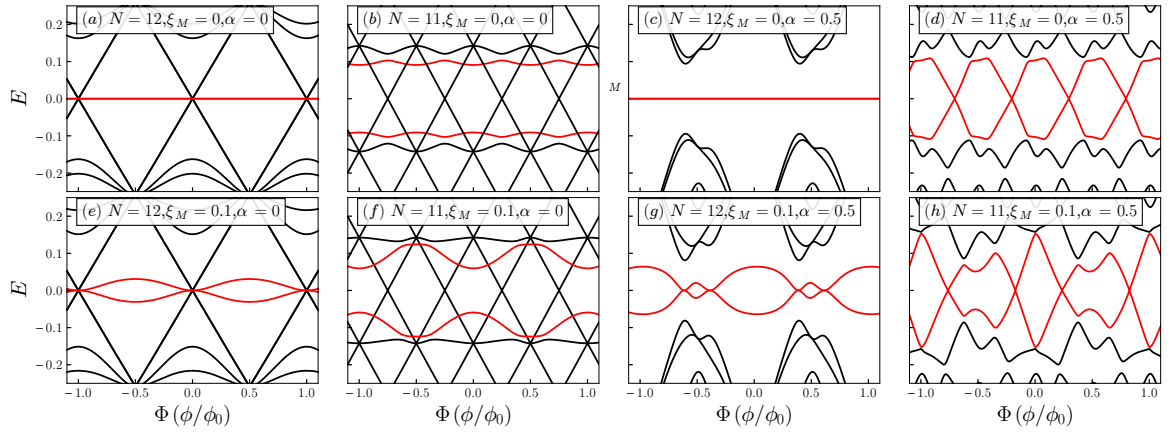 (a) N = 12,ξ_M = 0,α = 0
(b) N = 11,ξ_M = 0,α = 0
(c) N = 12,ξ_M = 0,α = 0.5
(d) N = 11,ξ_M = 0,α = 0.5
E
0.2
0.1
0.0
−0.1
−0.2
M
(e) N = 12,ξ_M = 0.1,α = 0
(f) N = 11,ξ_M = 0.1,α = 0
(g) N = 12,ξ_M = 0.1,α = 0.5
(h) N = 11,ξ_M = 0.1,α = 0.5
E
0.2
0.1
0.0
−0.1
−0.2
−1.0 −0.5 0.0 0.5 1.0
−1.0 −0.5 0.0 0.5 1.0
−1.0 −0.5 0.0 0.5 1.0
−1.0 −0.5 0.0 0.5 1.0
Φ (ϕ/ϕ₀)
Φ (ϕ/ϕ₀)
Φ (ϕ/ϕ₀)
Φ (ϕ/ϕ₀)